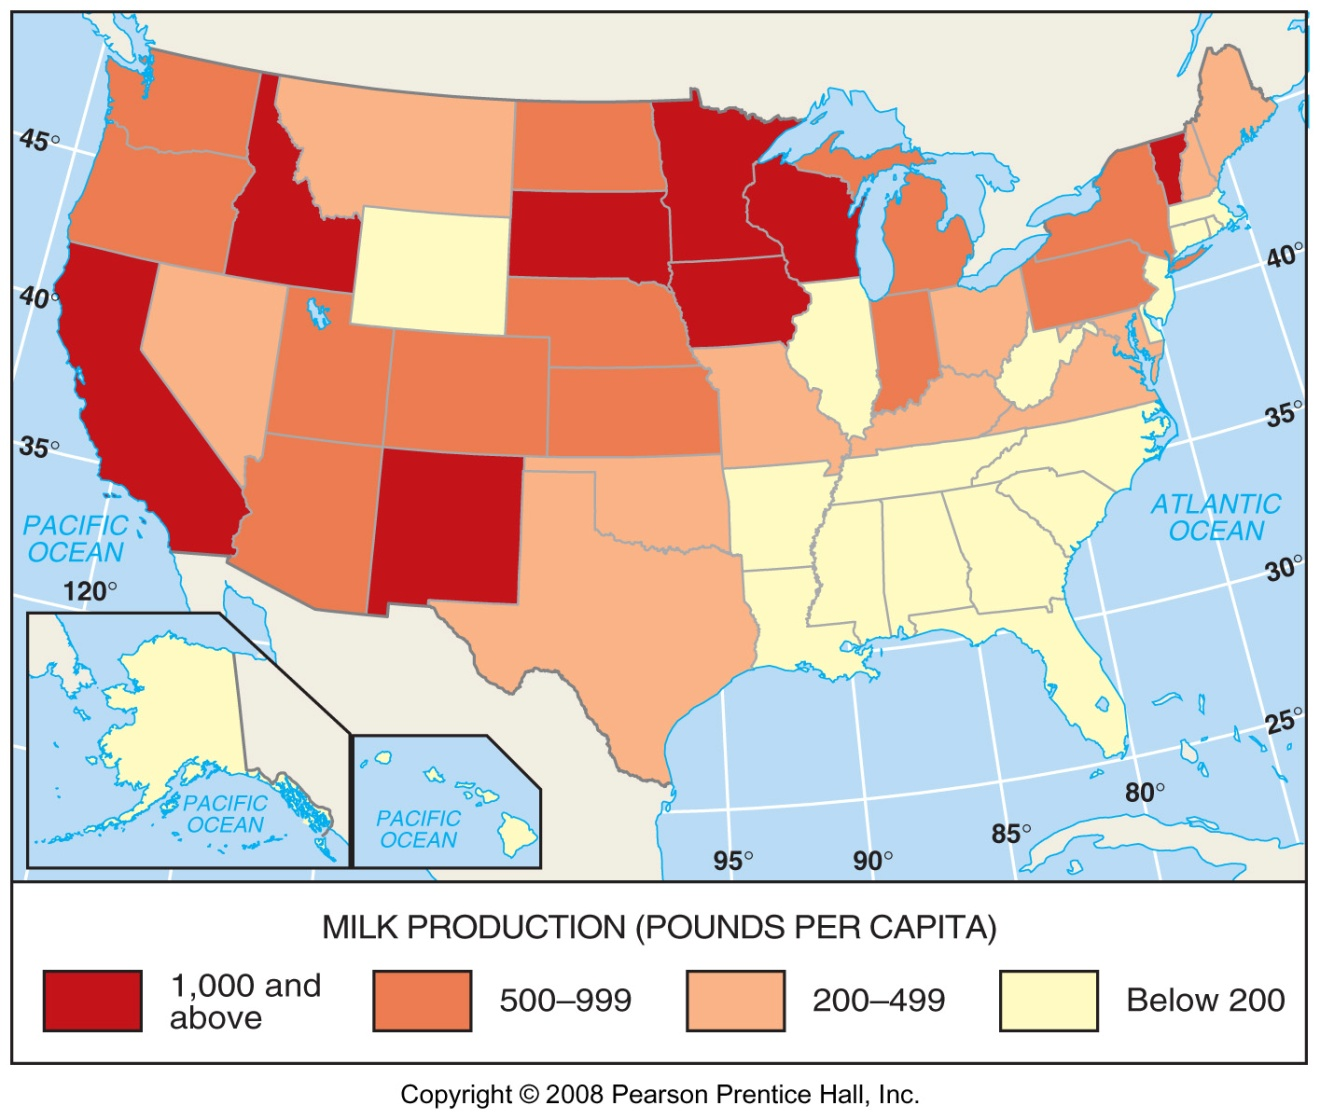 45°
40°
35°
PACIFIC
OCEAN
120°
40°
35°
ATLANTIC
OCEAN
30°
25°
80°
85°
90°
95°
PACIFIC
OCEAN
PACIFIC
OCEAN
MILK PRODUCTION (POUNDS PER CAPITA)
1,000 and
above
500–999
200–499
Below 200
Copyright © 2008 Pearson Prentice Hall, Inc.